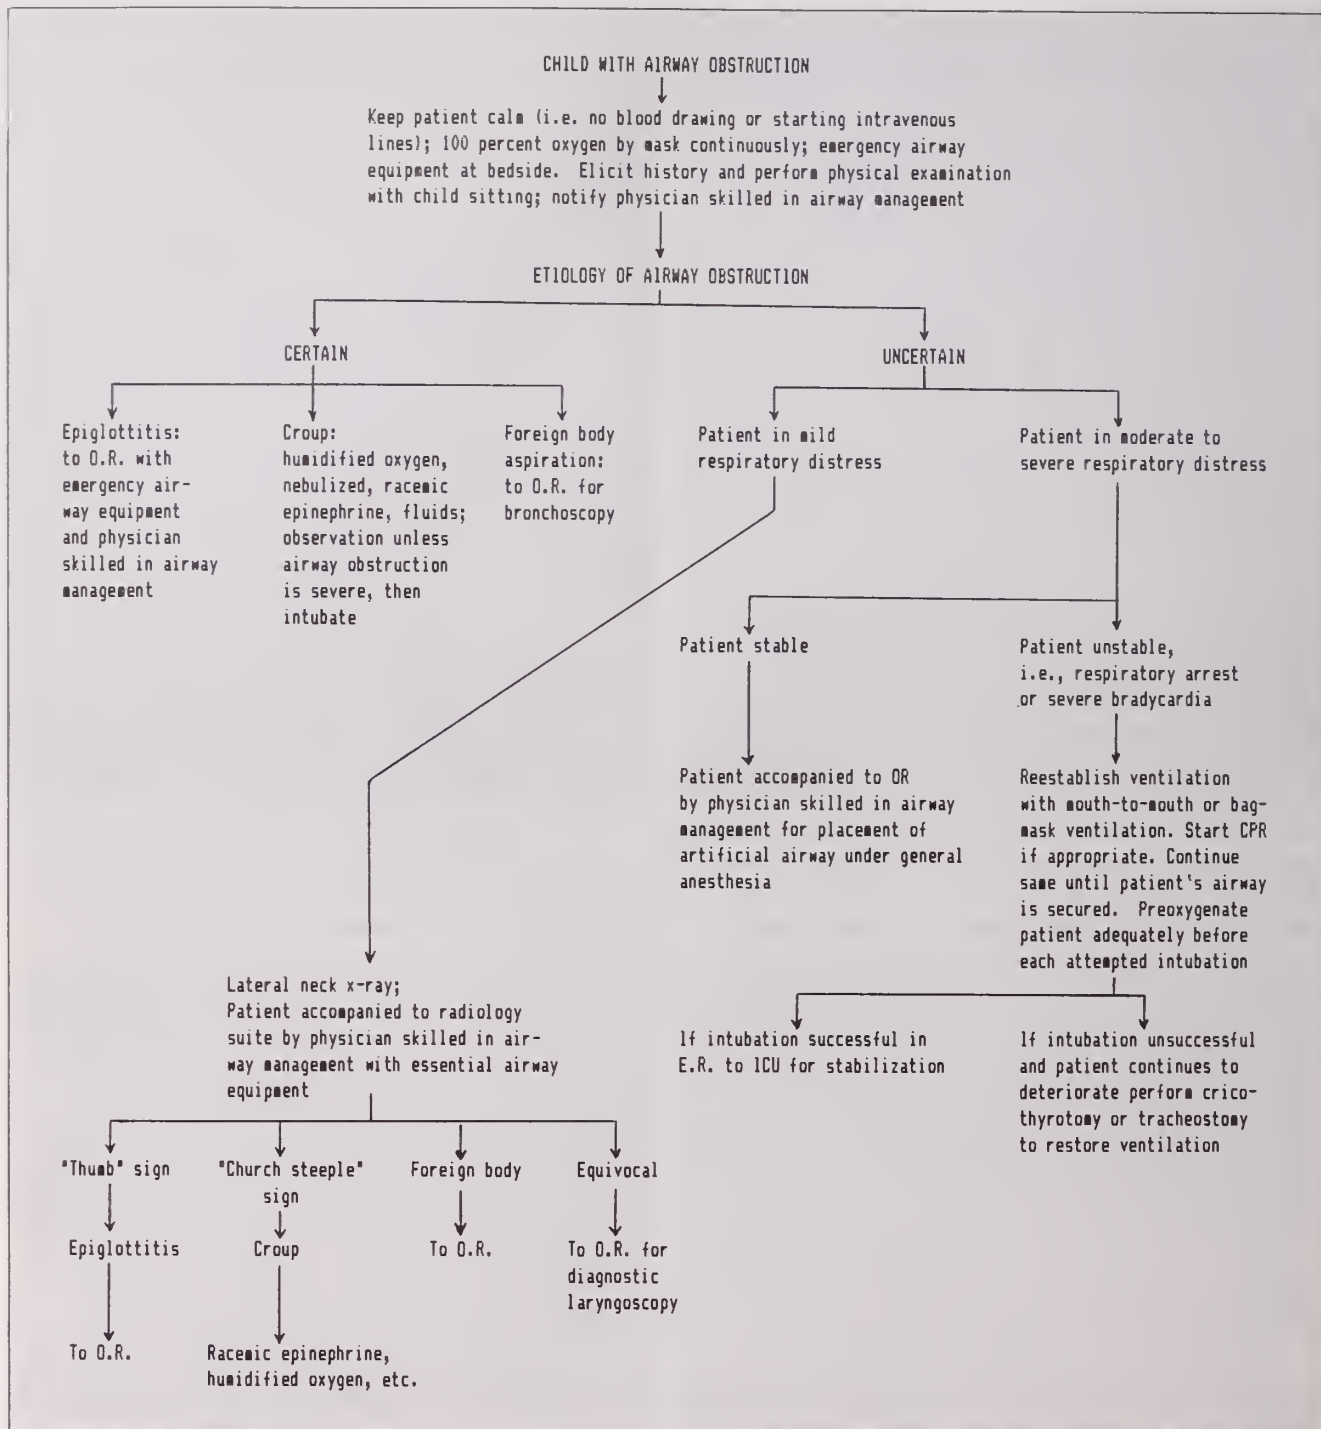 CHILD WITH AIRWAY OBSTRUCTION
Keep patient calm (i.e. no blood drawing or starting intravenous
lines); 100 percent oxygen by mask continuously; emergency airway
equipment at bedside. Elicit history and perform physical examination
with child sitting; notify physician skilled in airway management
ETIOLOGY OF AIRWAY OBSTRUCTION
CERTAIN
UNCERTAIN
Epiglottitis:
to O.R. with
emergency air-
way equipment
and physician
skilled in airway
management
Croup:
humidified oxygen,
nebulized, racemic
epinephrine, fluids;
observation unless
airway obstruction
is severe, then
intubate
Foreign body
aspiration:
to O.R. for
bronchoscopy
Patient in mild
respiratory distress
Patient in moderate to
severe respiratory distress
Patient stable
Patient unstable,
i.e., respiratory arrest
or severe bradycardia
Patient accompanied to OR
by physician skilled in airway
management for placement of
artificial airway under general
anesthesia
Reestablish ventilation
with mouth-to-mouth or bag-
mask ventilation. Start CPR
if appropriate. Continue
same until patient's airway
is secured. Preoxygenate
patient adequately before
each attempted intubation
Lateral neck x-ray;
Patient accompanied to radiology
suite by physician skilled in air-
way management with essential airway
equipment
If intubation successful in
E.R. to ICU for stabilization
If intubation unsuccessful
and patient continues to
deteriorate perform crico-
thyrotomy or tracheostomy
to restore ventilation
"Thumb" sign
"Church steeple"
sign
Foreign body
Equivocal
Epiglottitis
Croup
To O.R.
To O.R. for
diagnostic
laryngoscopy
To O.R.
Racemic epinephrine,
humidified oxygen, etc.